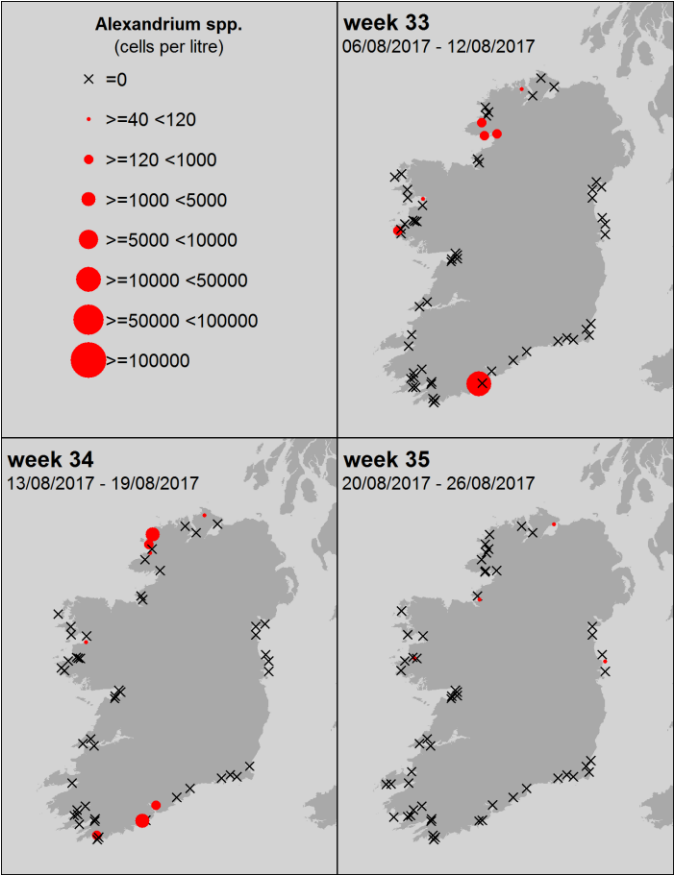 Alexandrium spp.
(cells per litre)
=0
>=40 <120
>=120 <1000
>=1000 <5000
>=5000 <10000
>=10000 <50000
>=50000 <100000
>=100000
week 33
06/08/2017 - 12/08/2017
week 34
13/08/2017 - 19/08/2017
week 35
20/08/2017 - 26/08/2017